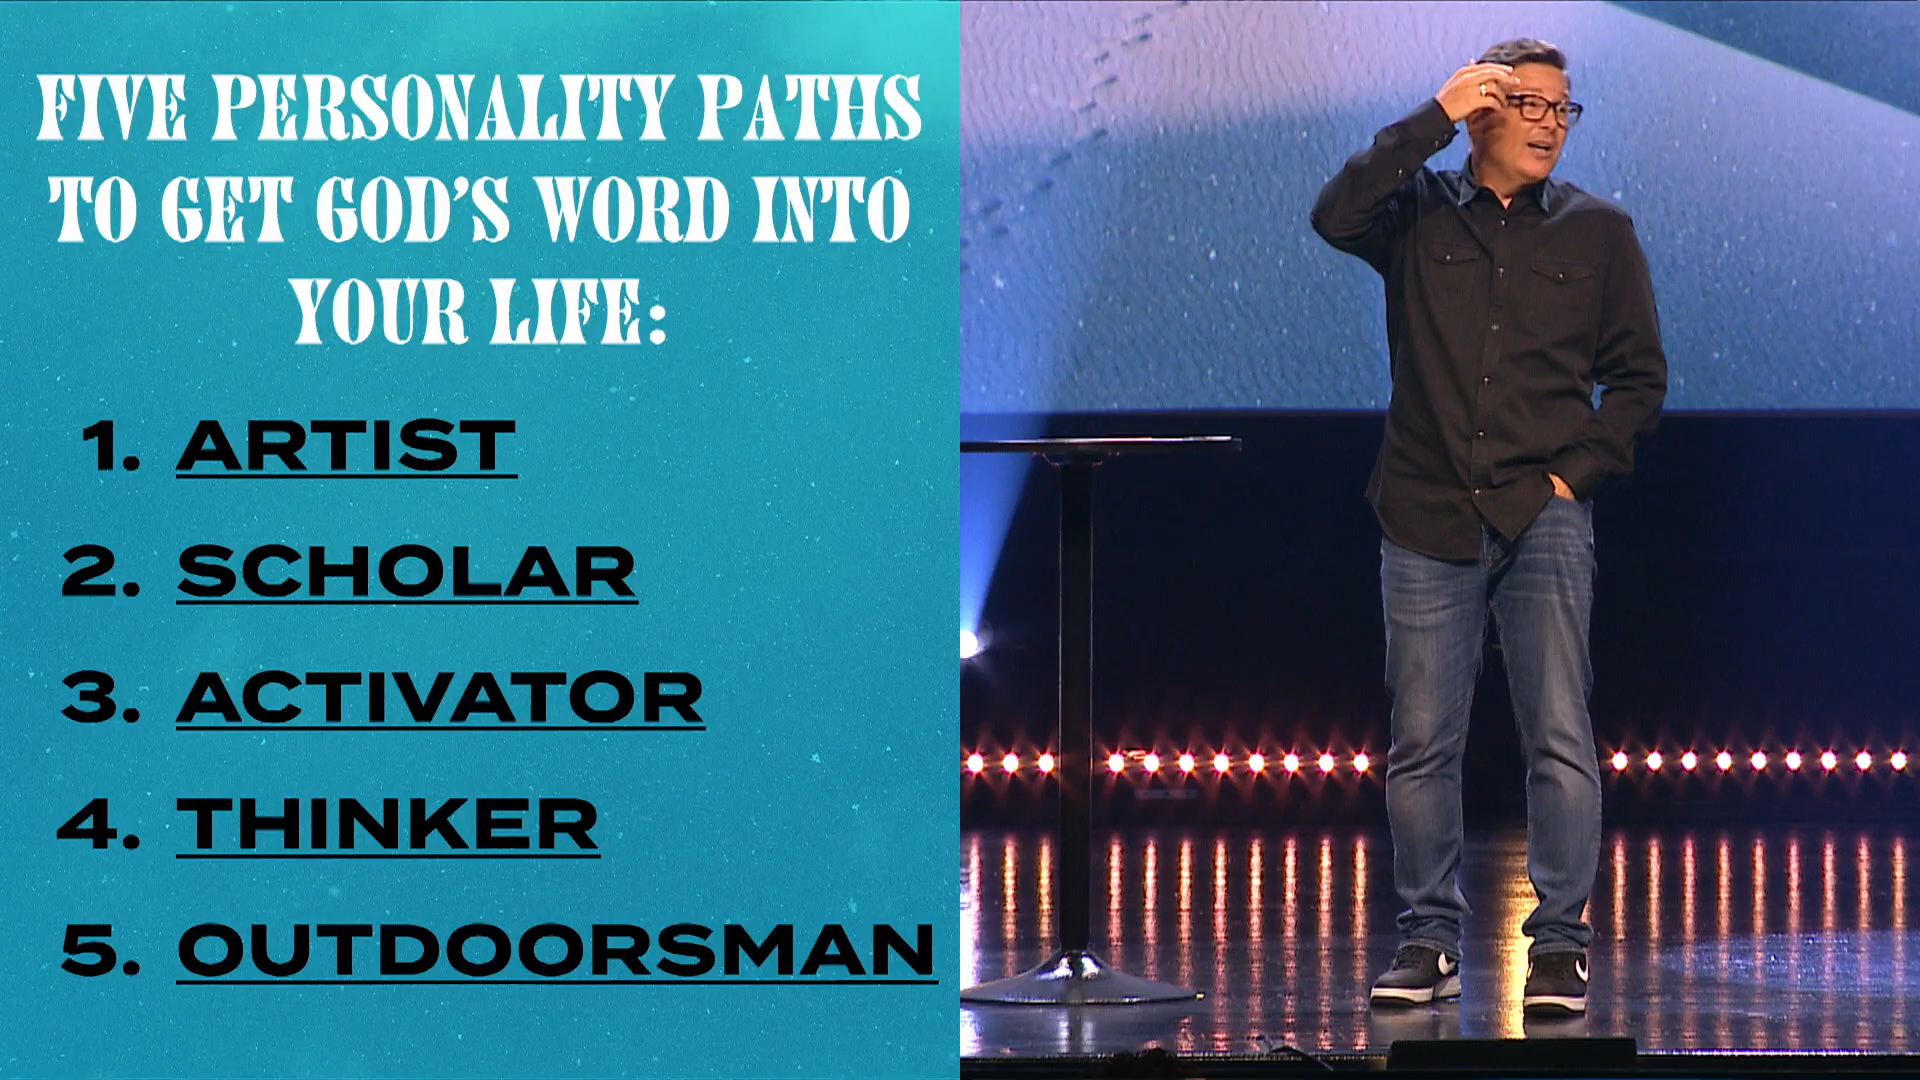 FIVE PERSONALITY PATHS
TO GET GOD'S WORD INTO
YOUR LIFE:
1. ARTIST
2. SCHOLAR
3. ACTIVATOR
4. THINKER
5. OUTDOORSMAN